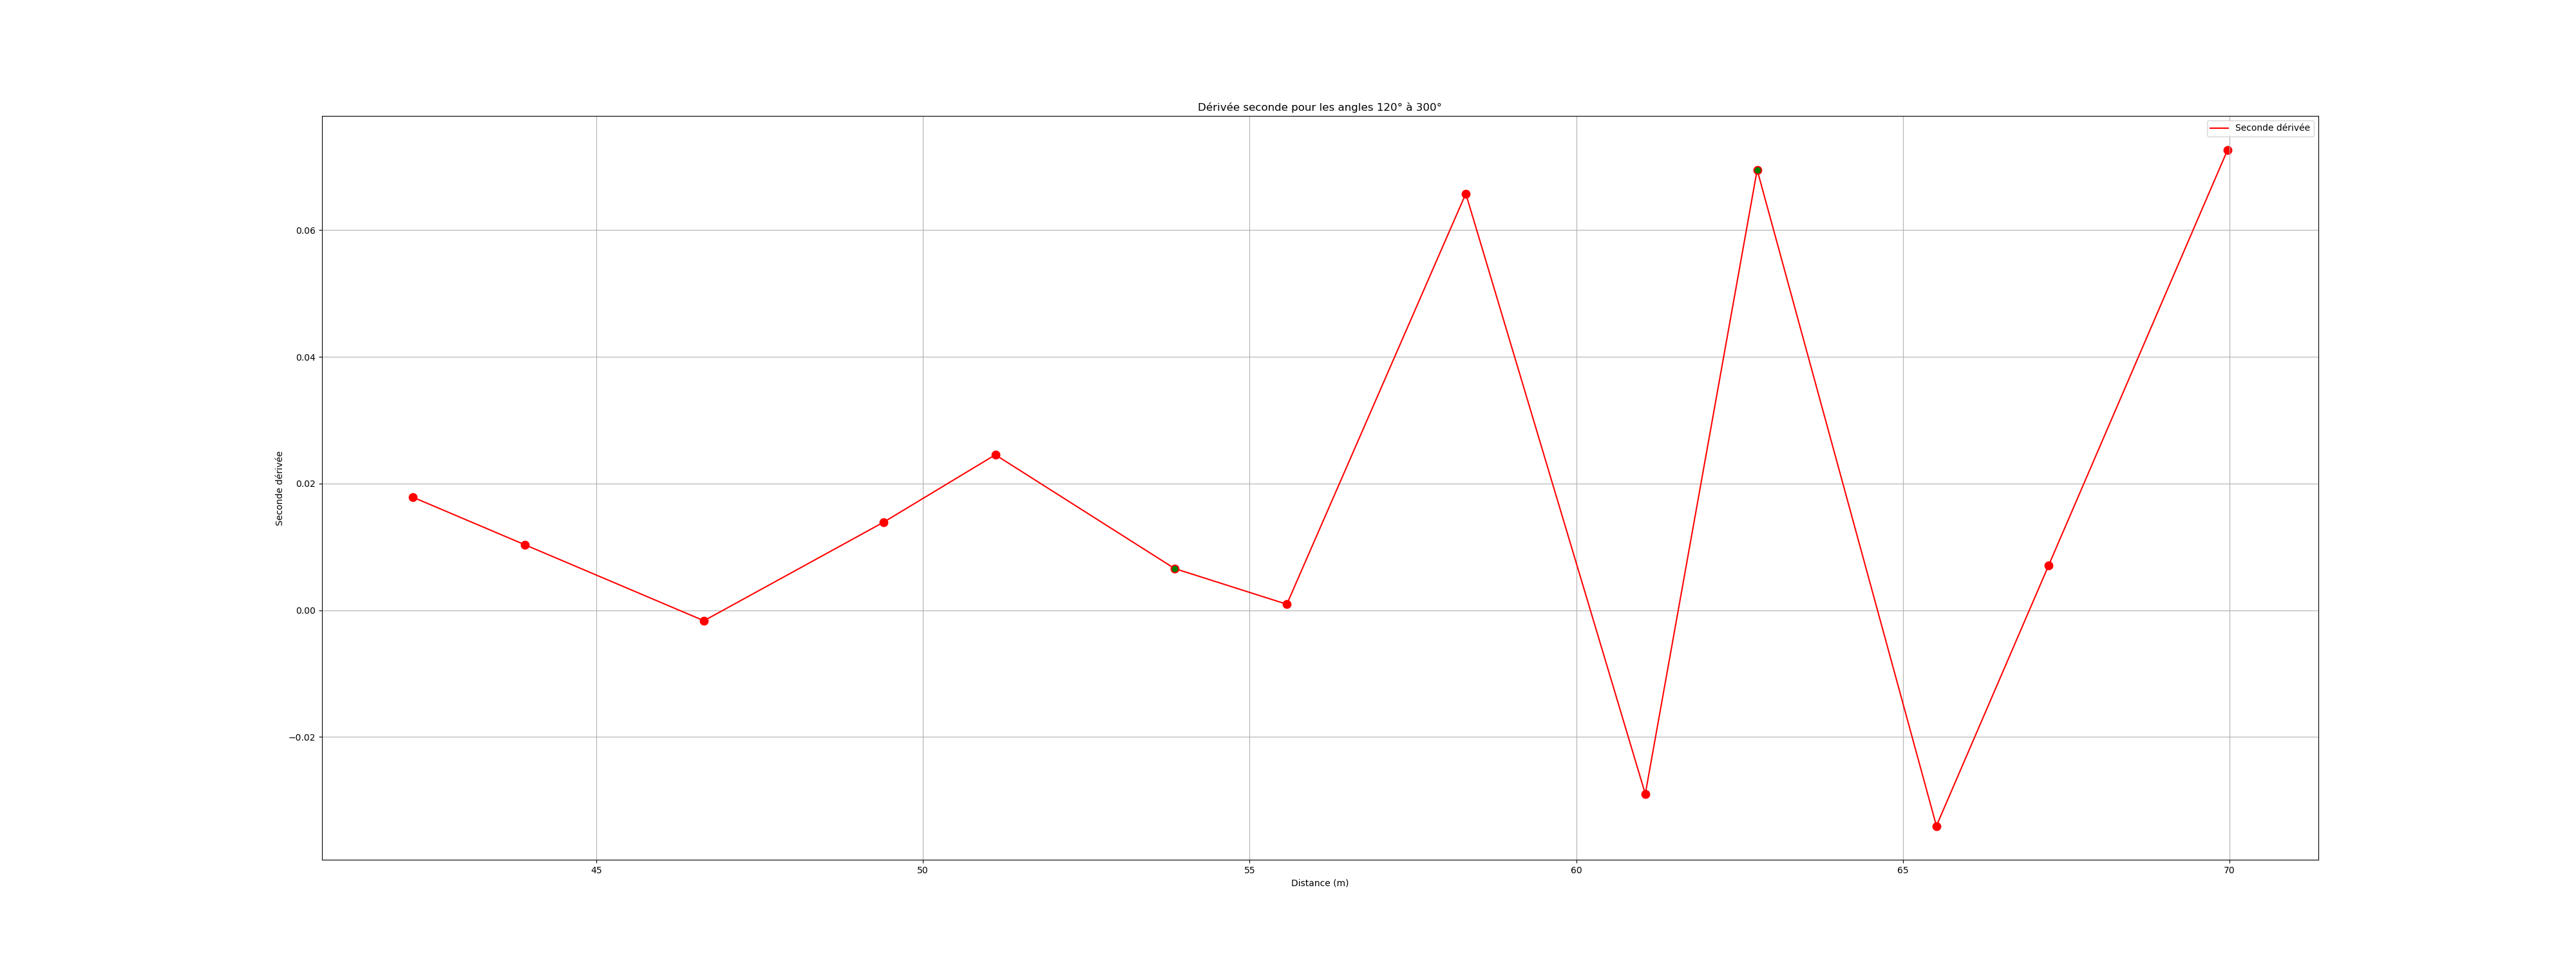 Dérivée seconde pour les angles 120° à 300°
Seconde dérivée
0.06
0.04
0.02
0.00
−0.02
Seconde dérivée
45
50
55
60
65
70
Distance (m)